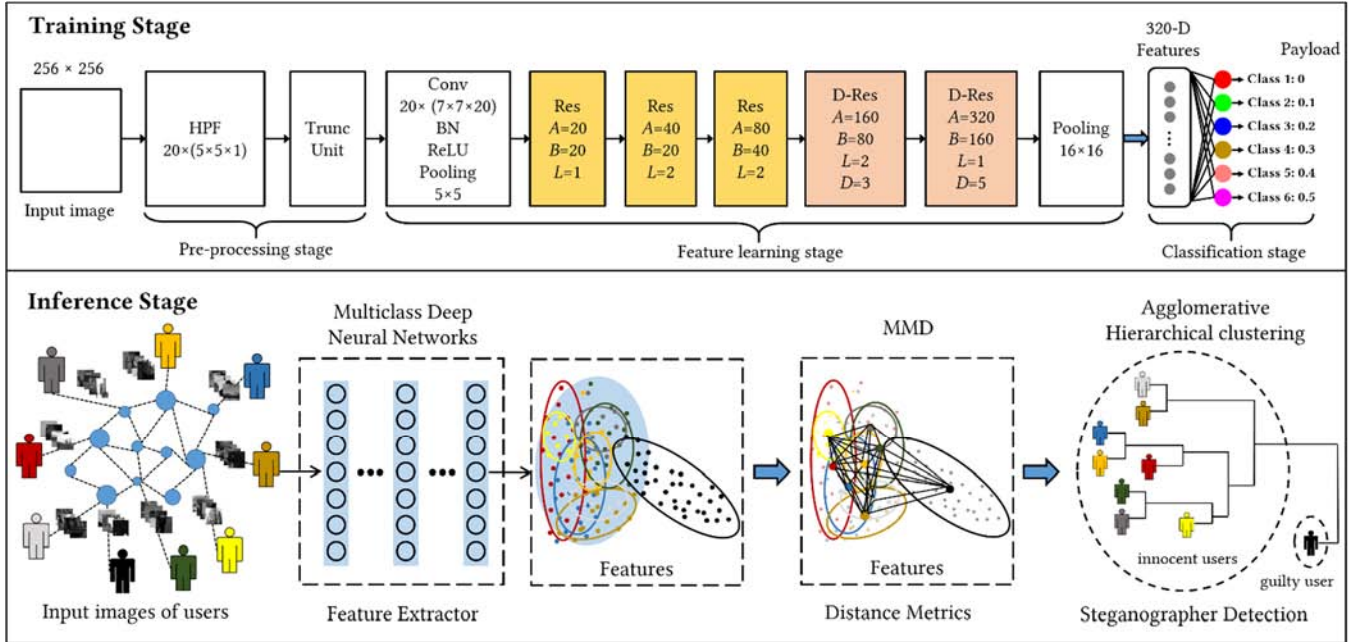 Training Stage
256 × 256
Input image
HPF
20×(5×5×1)
Trunc
Unit
Pre-processing stage
Conv
20× (7×7×20)
BN
ReLU
Pooling
5×5
Res
A=20
B=20
L=1
Res
A=40
B=20
L=2
Res
A=80
B=40
L=2
D-Res
A=160
B=80
L=2
D=3
D-Res
A=320
B=160
L=1
D=5
Pooling
16×16
Feature learning stage
320-D
Features
Payload
Class 1: 0
Class 2: 0.1
Class 3: 0.2
Class 4: 0.3
Class 5: 0.4
Class 6: 0.5
Classification stage
Inference Stage
Input images of users
Multiclass Deep
Neural Networks
Feature Extractor
Features
MMD
Features
Distance Metrics
Agglomerative
Hierarchical clustering
innocent users
guilty user
Steganographer Detection